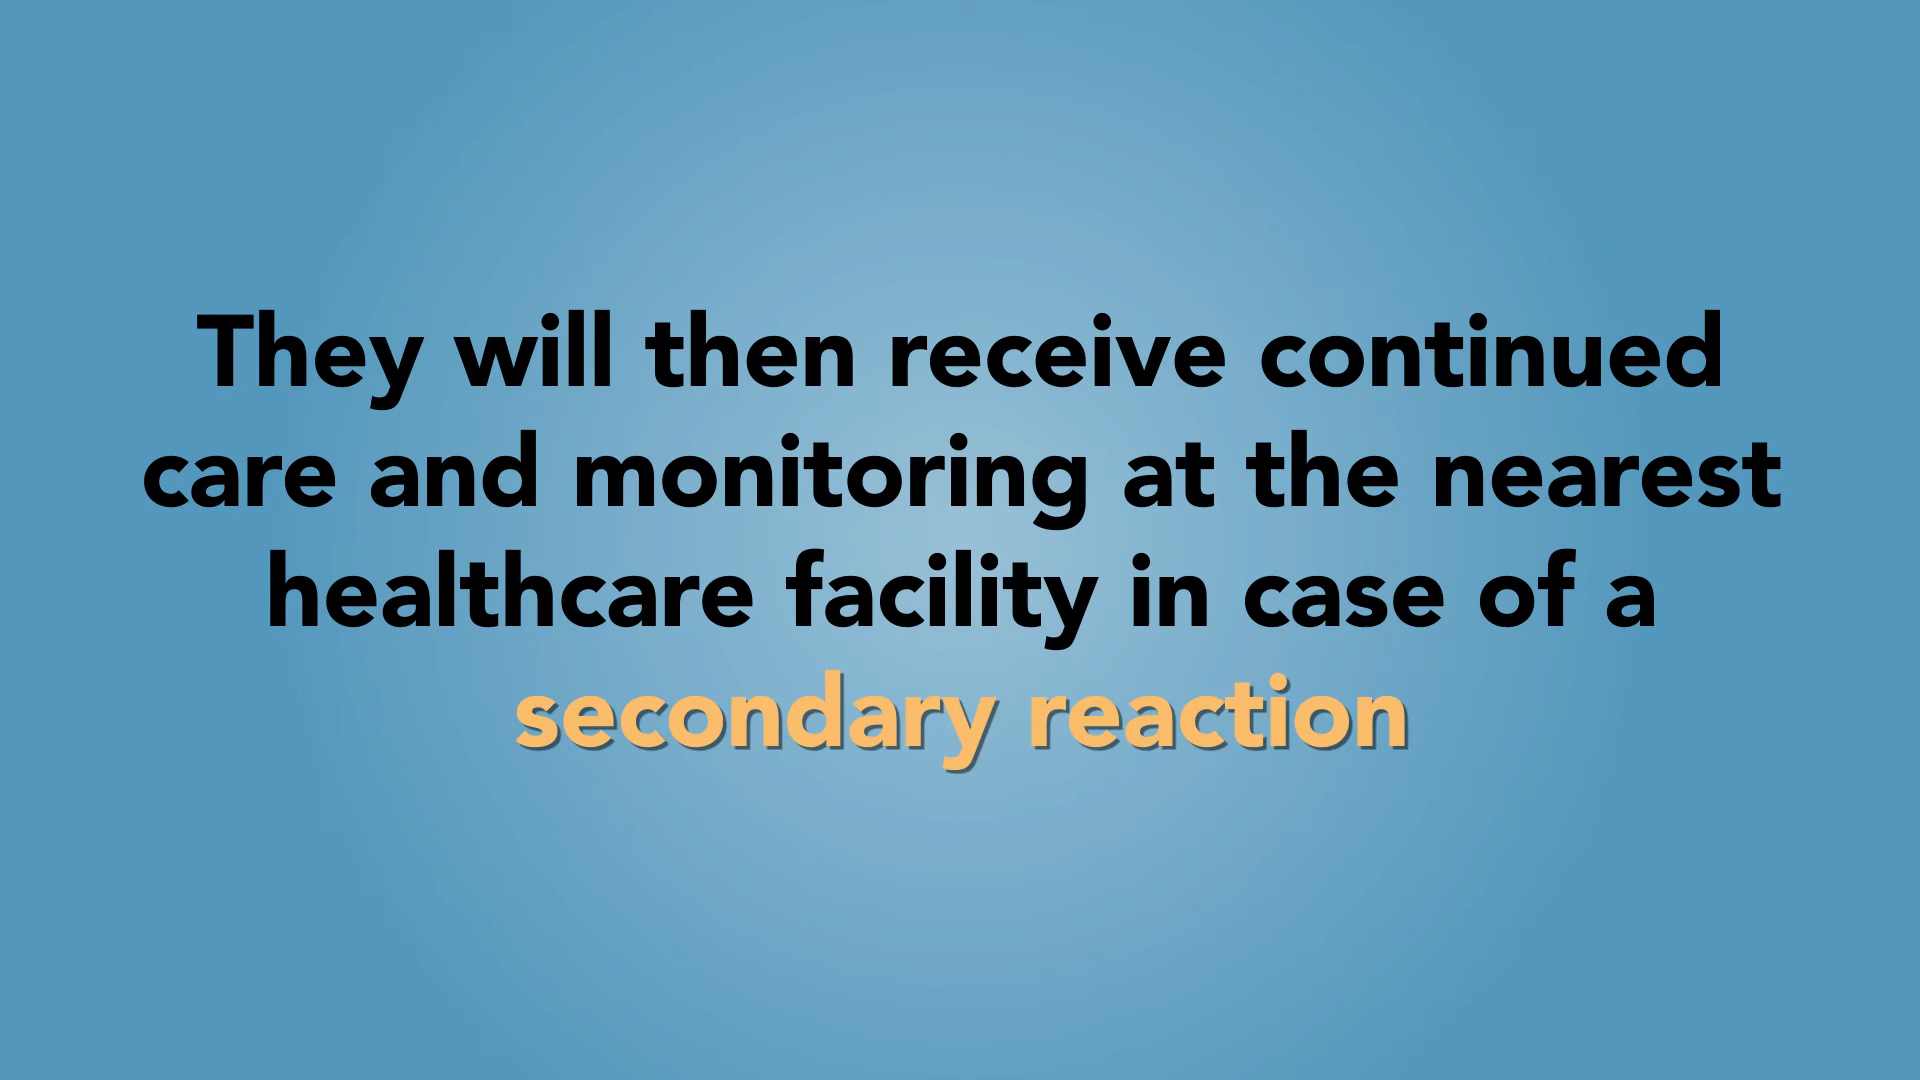 They will then receive continued
care and monitoring at the nearest
healthcare facility in case of a
secondary reaction